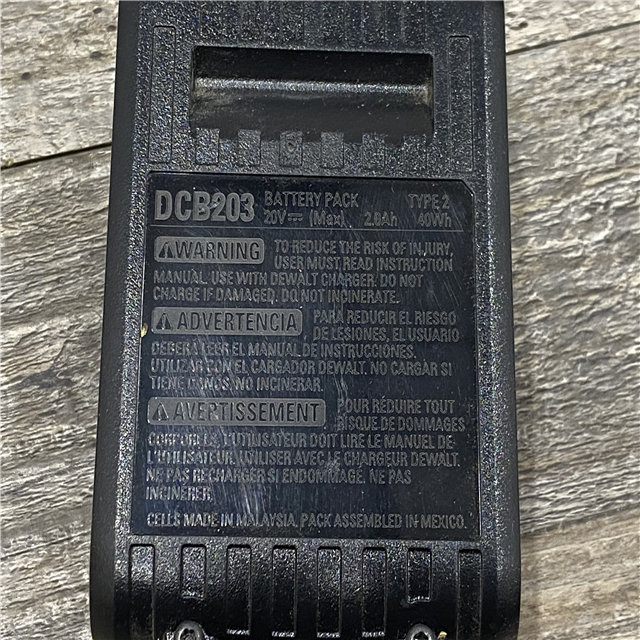 DCB203 BATTERY PACK TYPE 2
20V ⎓ (Max) 2.0Ah 40Wh
⚠WARNING TO REDUCE THE RISK OF INJURY,
USER MUST READ INSTRUCTION
MANUAL. USE WITH DEWALT CHARGER. DO NOT
CHARGE IF DAMAGED. DO NOT INCINERATE.
⚠ADVERTENCIA PARA REDUCIR EL RIESGO
DE LESIONES, EL USUARIO
DEBERÁ LEER EL MANUAL DE INSTRUCCIONES.
UTILIZAR CON EL CARGADOR DEWALT. NO CARGAR SI
TIENE DAÑOS. NO INCINERAR.
⚠AVERTISSEMENT POUR RÉDUIRE TOUT
RISQUE DE DOMMAGES
CORPORELS, L'UTILISATEUR DOIT LIRE LE MANUEL DE
L'UTILISATEUR. UTILISER AVEC LE CHARGEUR DEWALT.
NE PAS RECHARGER SI ENDOMMAGÉ. NE PAS
INCINÉRER.
CELLS MADE IN MALAYSIA, PACK ASSEMBLED IN MEXICO.